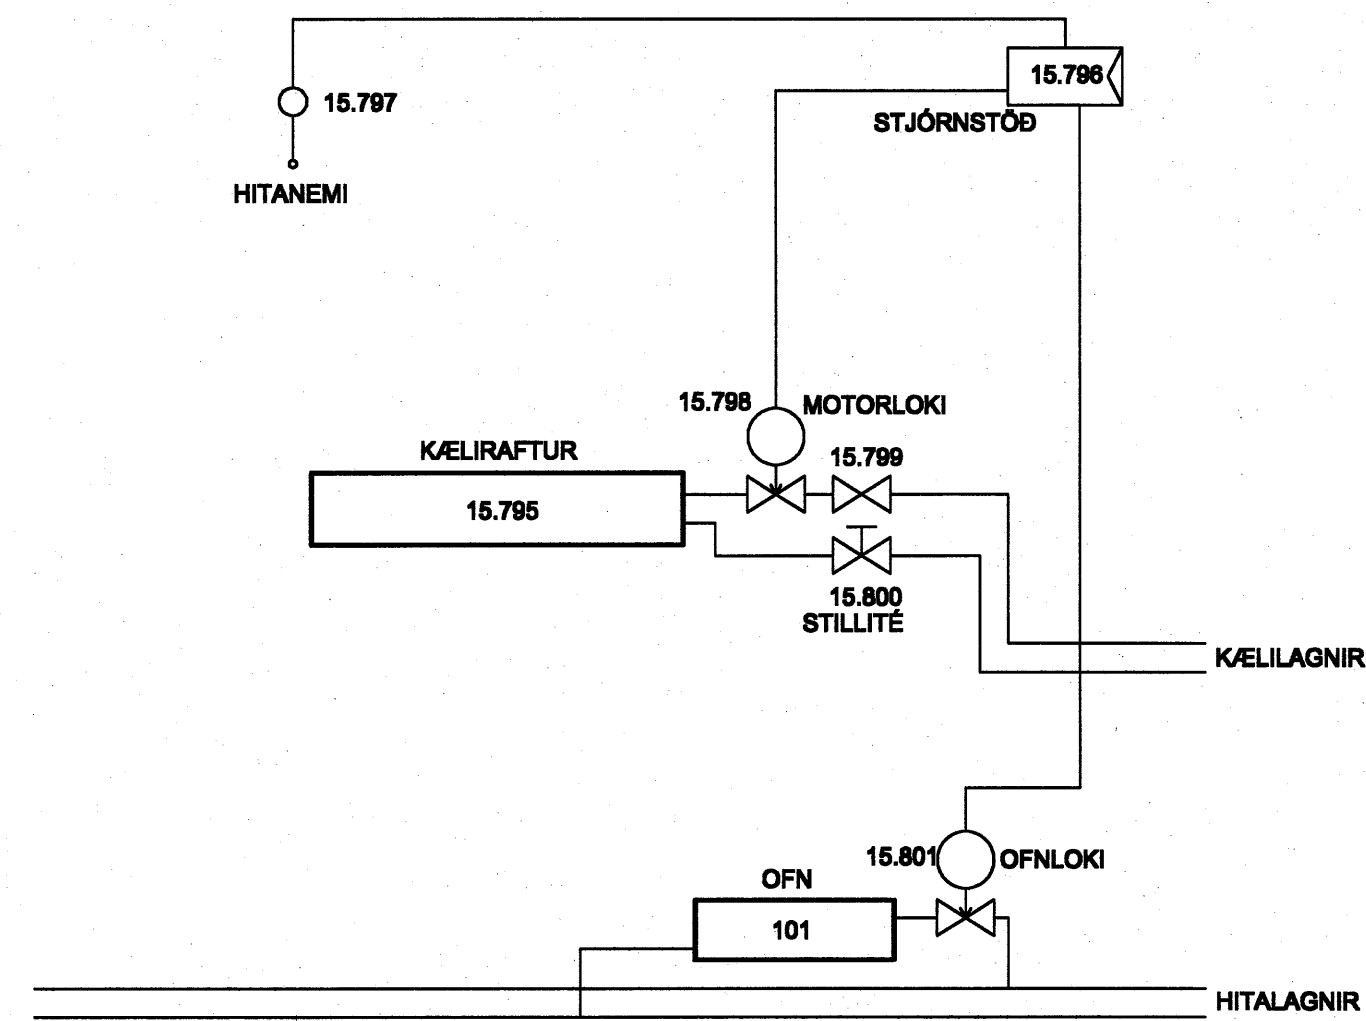 15.796
15.797
STJÓRNSTÖÐ
HITANEMI
15.798
MOTORLOKI
KÆLIRAFTUR
15.799
15.795
15.800
STILLITÉ
KÆLILAGNIR
15.801
OFNLOKI
OFN
101
HITALAGNIR